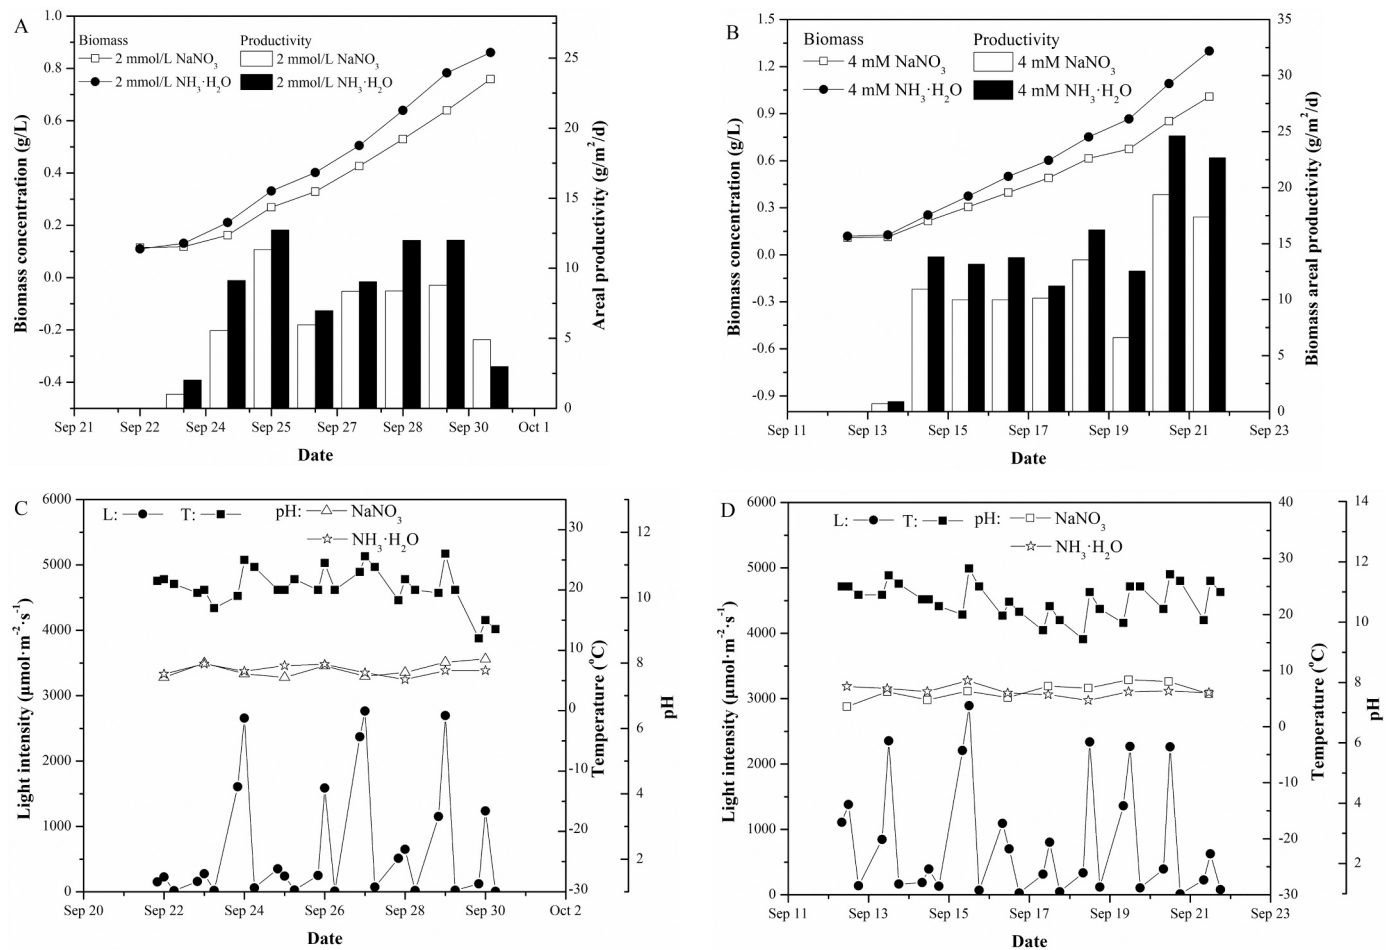 A
Biomass Productivity
2 mmol/L NaNO3 2 mmol/L NaNO3
2 mmol/L NH3·H2O 2 mmol/L NH3·H2O
1.0
0.8
0.6
0.4
0.2
0.0
-0.2
-0.4
Biomass concentration (g/L)
25
20
15
10
5
0
Areal productivity (g/m2/d)
Sep 21 Sep 22 Sep 24 Sep 25 Sep 27 Sep 28 Sep 30 Oct 1
Date
B
Biomass Productivity
4 mM NaNO3 4 mM NaNO3
4 mM NH3·H2O 4 mM NH3·H2O
1.5
1.2
0.9
0.6
0.3
0.0
-0.3
-0.6
-0.9
Biomass concentration (g/L)
35
30
25
20
15
10
5
0
Biomass areal productivity (g/m2/d)
Sep 11 Sep 13 Sep 15 Sep 17 Sep 19 Sep 21 Sep 23
Date
C
L: T: pH: NaNO3
NH3·H2O
6000
5000
4000
3000
2000
1000
0
Light intensity (μmol·m-2·s-1)
30
20
10
0
-10
-20
-30
Temperature (oC)
12
10
8
6
4
2
pH
Sep 20 Sep 22 Sep 24 Sep 26 Sep 28 Sep 30 Oct 2
Date
D
L: T: pH: NaNO3
NH3·H2O
6000
5000
4000
3000
2000
1000
0
Light intensity (μmol·m-2·s-1)
40
30
20
10
0
-10
-20
-30
Temperature (oC)
14
12
10
8
6
4
2
pH
Sep 11 Sep 13 Sep 15 Sep 17 Sep 19 Sep 21 Sep 23
Date